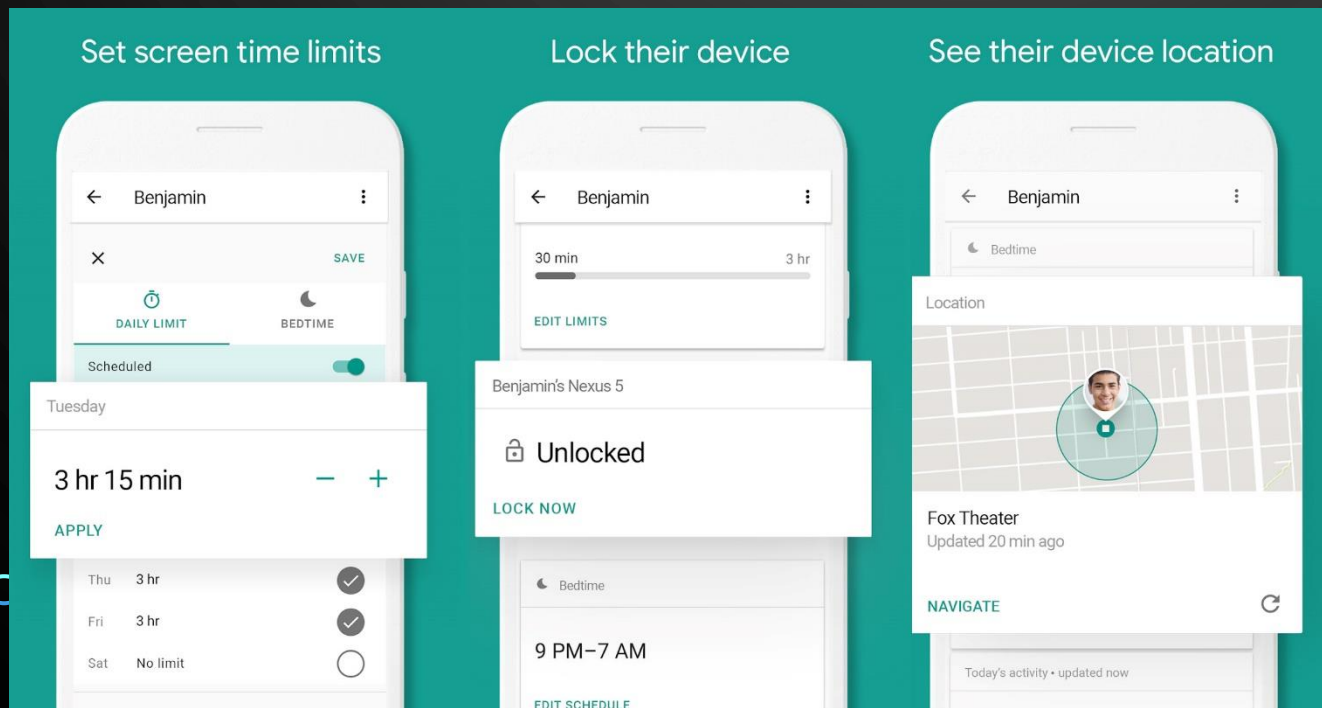 Set screen time limits
Benjamin
SAVE
DAILY LIMIT
BEDTIME
Scheduled
Tuesday
3 hr 15 min
APPLY
Thu 3 hr
Fri 3 hr
Sat No limit
Lock their device
Benjamin
30 min 3 hr
EDIT LIMITS
Benjamin's Nexus 5
Unlocked
LOCK NOW
Bedtime
9 PM–7 AM
EDIT SCHEDULE
See their device location
Benjamin
Bedtime
Location
Fox Theater
Updated 20 min ago
NAVIGATE
Today's activity • updated now